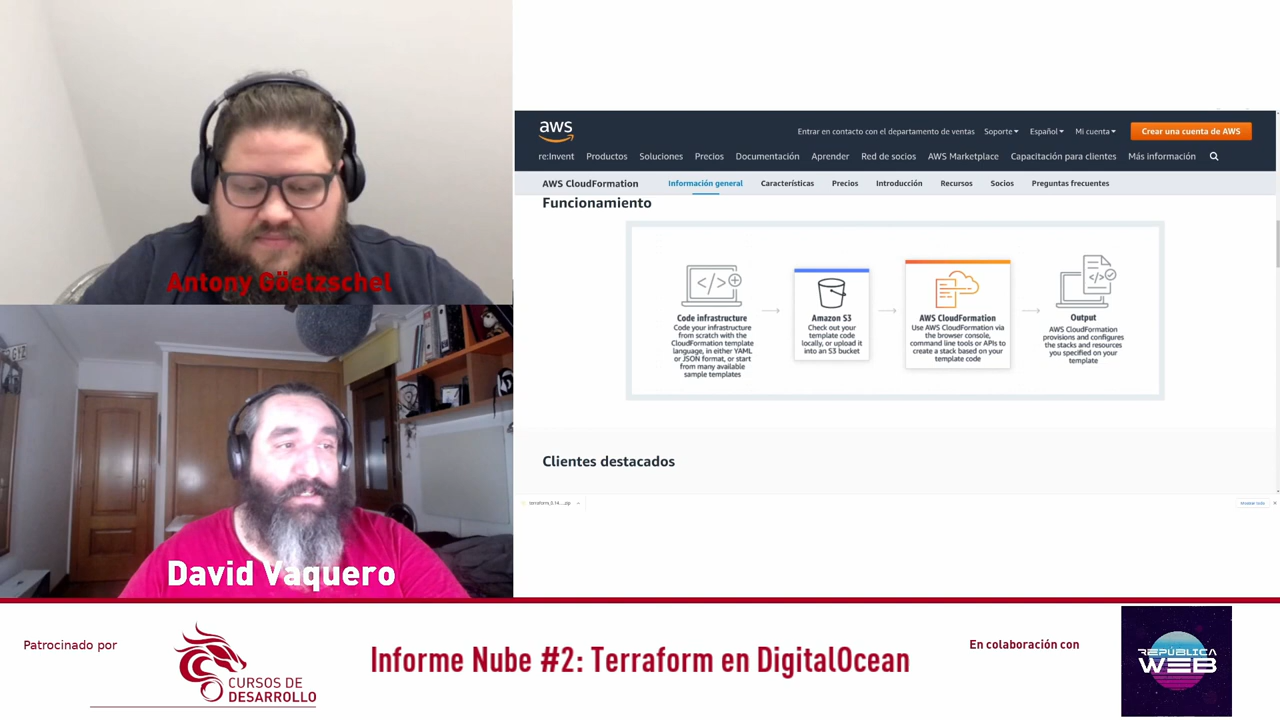 Antony Göetzschel
David Vaquero
aws
Entrar en contacto con el departamento de ventas Soporte Español Mi cuenta Crear una cuenta de AWS
re:Invent Productos Soluciones Precios Documentación Aprender Red de socios AWS Marketplace Capacitación para clientes Más información
AWS CloudFormation Información general Características Precios Introducción Recursos Socios Preguntas frecuentes
Funcionamiento
Code infrastructure
Code your infrastructure
from scratch with the
CloudFormation template
language, in either YAML
or JSON format, or start
from many available
sample templates
Amazon S3
Check out your
template code
locally, or upload it
into an S3 bucket
AWS CloudFormation
Use AWS CloudFormation via
the browser console,
command line tools or APIs to
create a stack based on your
template code
Output
AWS CloudFormation
provisions and configures
the stacks and resources
you specified on your
template
Clientes destacados
terraform_0.14....zip
Mostrar todo
Patrocinado por
CURSOS DE
DESARROLLO
Informe Nube #2: Terraform en DigitalOcean
En colaboración con
REPÚBLICA
WEB